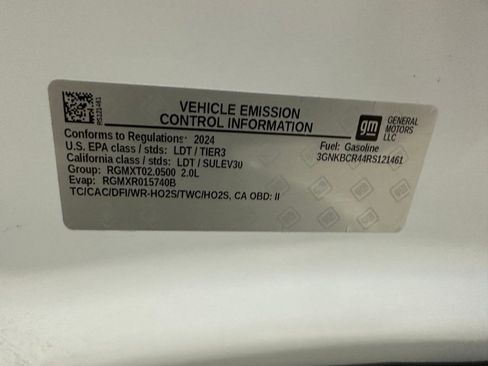 RS121461
VEHICLE EMISSION
CONTROL INFORMATION
gm
GENERAL
MOTORS
LLC
Conforms to Regulations: 2024
U.S. EPA class / stds: LDT / TIER3
California class / stds: LDT / SULEV30
Group: RGMXT02.0500 2.0L
Evap: RGMXR015740B
TC/CAC/DFI/WR-HO2S/TWC/HO2S, CA OBD: II
Fuel: Gasoline
3GNKBCR44RS121461